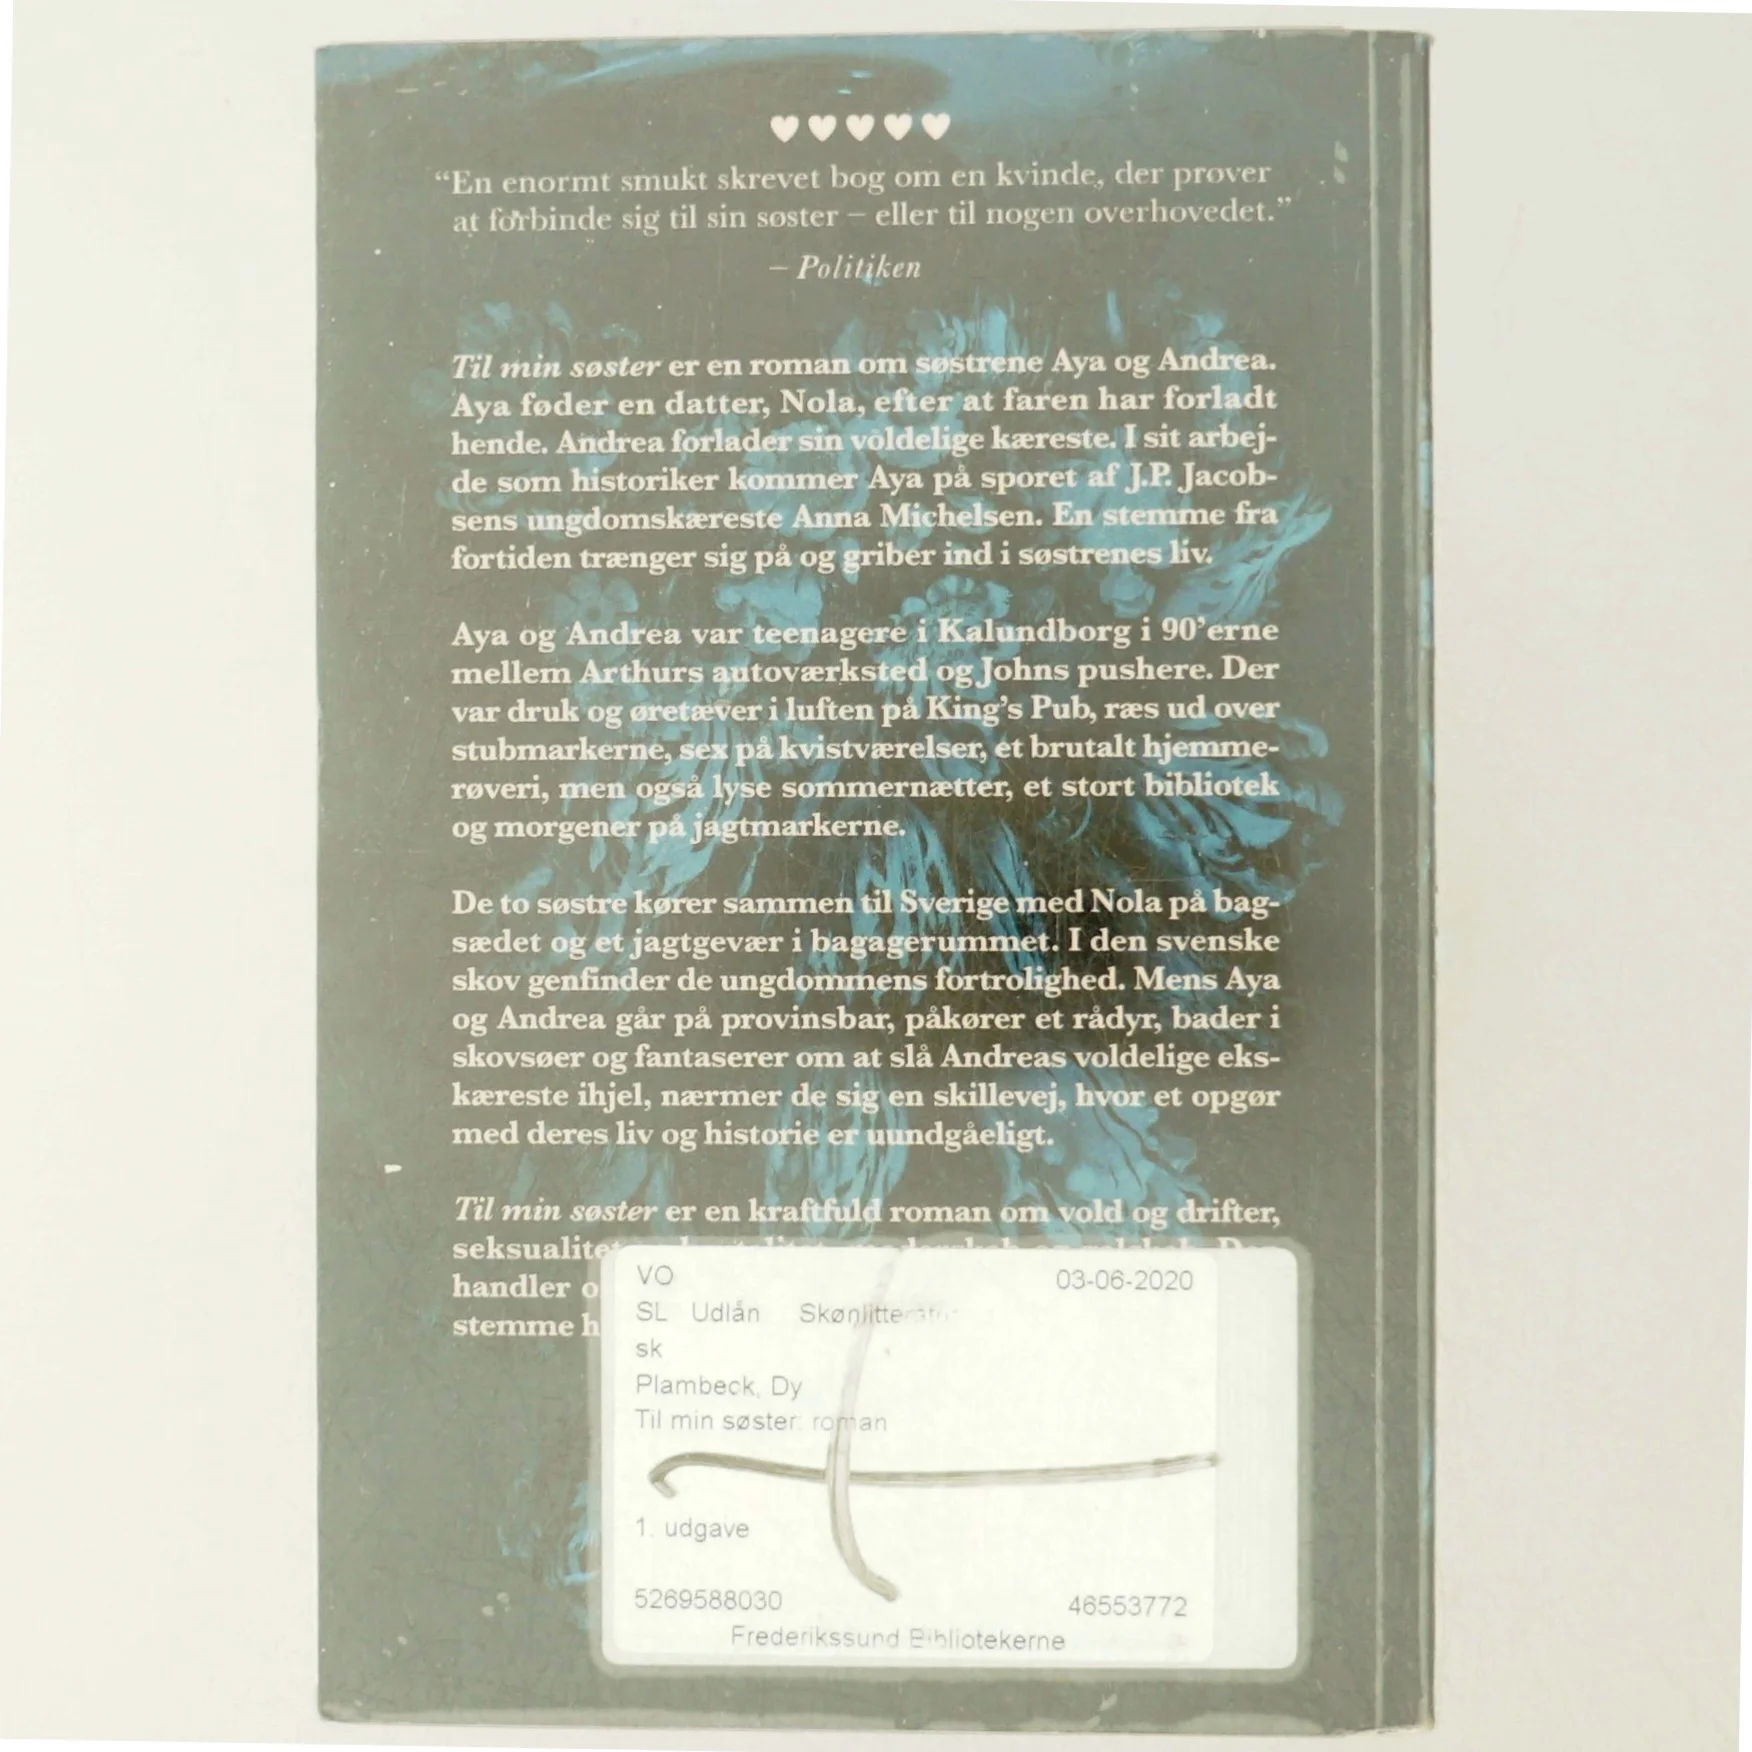 “En enormt smukt skrevet bog om en kvinde, der prøver
at forbinde sig til sin søster – eller til nogen overhovedet.”
– Politiken
Til min søster er en roman om søstrene Aya og Andrea.
Aya føder en datter, Nola, efter at faren har forladt
hende. Andrea forlader sin voldelige kæreste. I sit arbej-
de som historiker kommer Aya på sporet af J.P. Jacob-
sens ungdomskæreste Anna Michelsen. En stemme fra
fortiden trænger sig på og griber ind i søstrenes liv.
Aya og Andrea var teenagere i Kalundborg i 90’erne
mellem Arthurs autoværksted og Johns pushere. Der
var druk og øretæver i luften på King’s Pub, ræs ud over
stubmarkerne, sex på kvistværelser, et brutalt hjemme-
røveri, men også lyse sommernætter, et stort bibliotek
og morgener på jagtmarkerne.
De to søstre kører sammen til Sverige med Nola på bag-
sædet og et jagtgevær i bagagerummet. I den svenske
skov genfinder de ungdommens fortrolighed. Mens Aya
og Andrea går på provinsbar, påkører et rådyr, bader i
skovsøer og fantaserer om at slå Andreas voldelige eks-
kæreste ihjel, nærmer de sig en skillevej, hvor et opgør
med deres liv og historie er uundgåeligt.
Til min søster er en kraftfuld roman om vold og drifter,
handler
stemme
VO 03-06-2020
SL Udlån Skønlitteratur
sk
Plambeck, Dy
Til min søster: roman
1. udgave
5269588030 46553772
Frederikssund Bibliotekerne